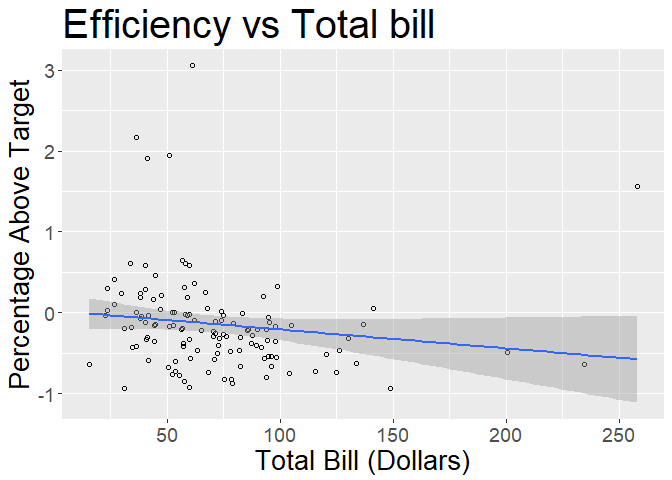 Efficiency vs Total bill
Percentage Above Target
3
2
1
0
-1
50 100 150 200 250
Total Bill (Dollars)